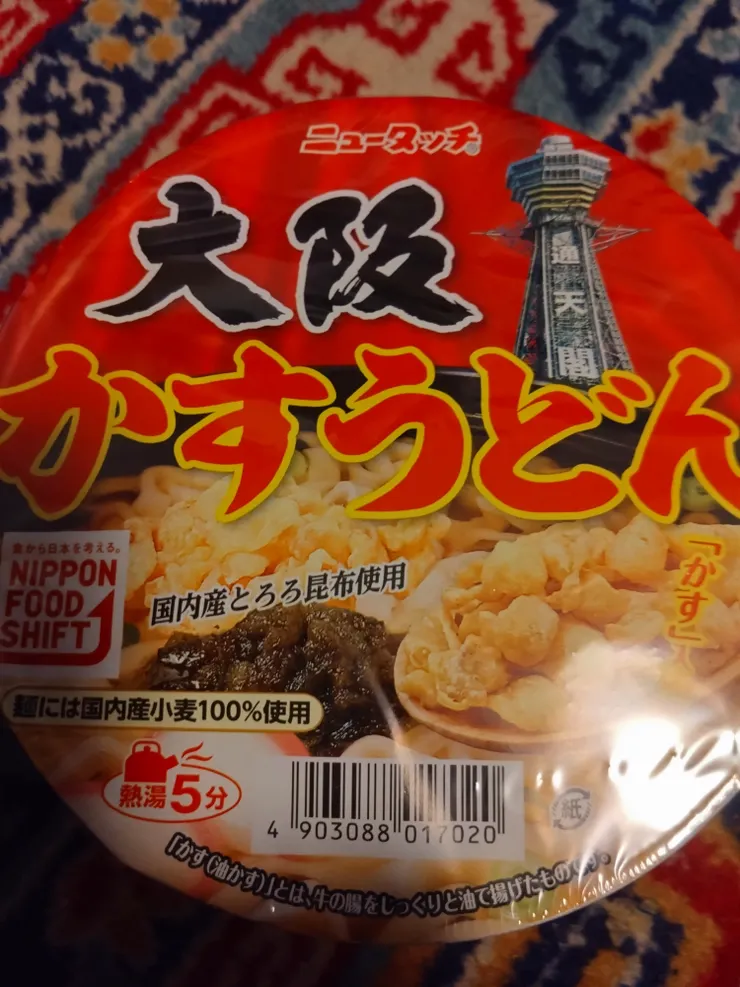 ニュータッチ
大阪
通天閣
かすうどん
食から日本を考える。
NIPPON
FOOD
SHIFT
「かす」
国内産とろろ昆布使用
麺には国内産小麦100%使用
熱湯5分
4 903088 017020
紙
「かす(油かす)」とは、牛の腸をじっくりと油で揚げたものです。